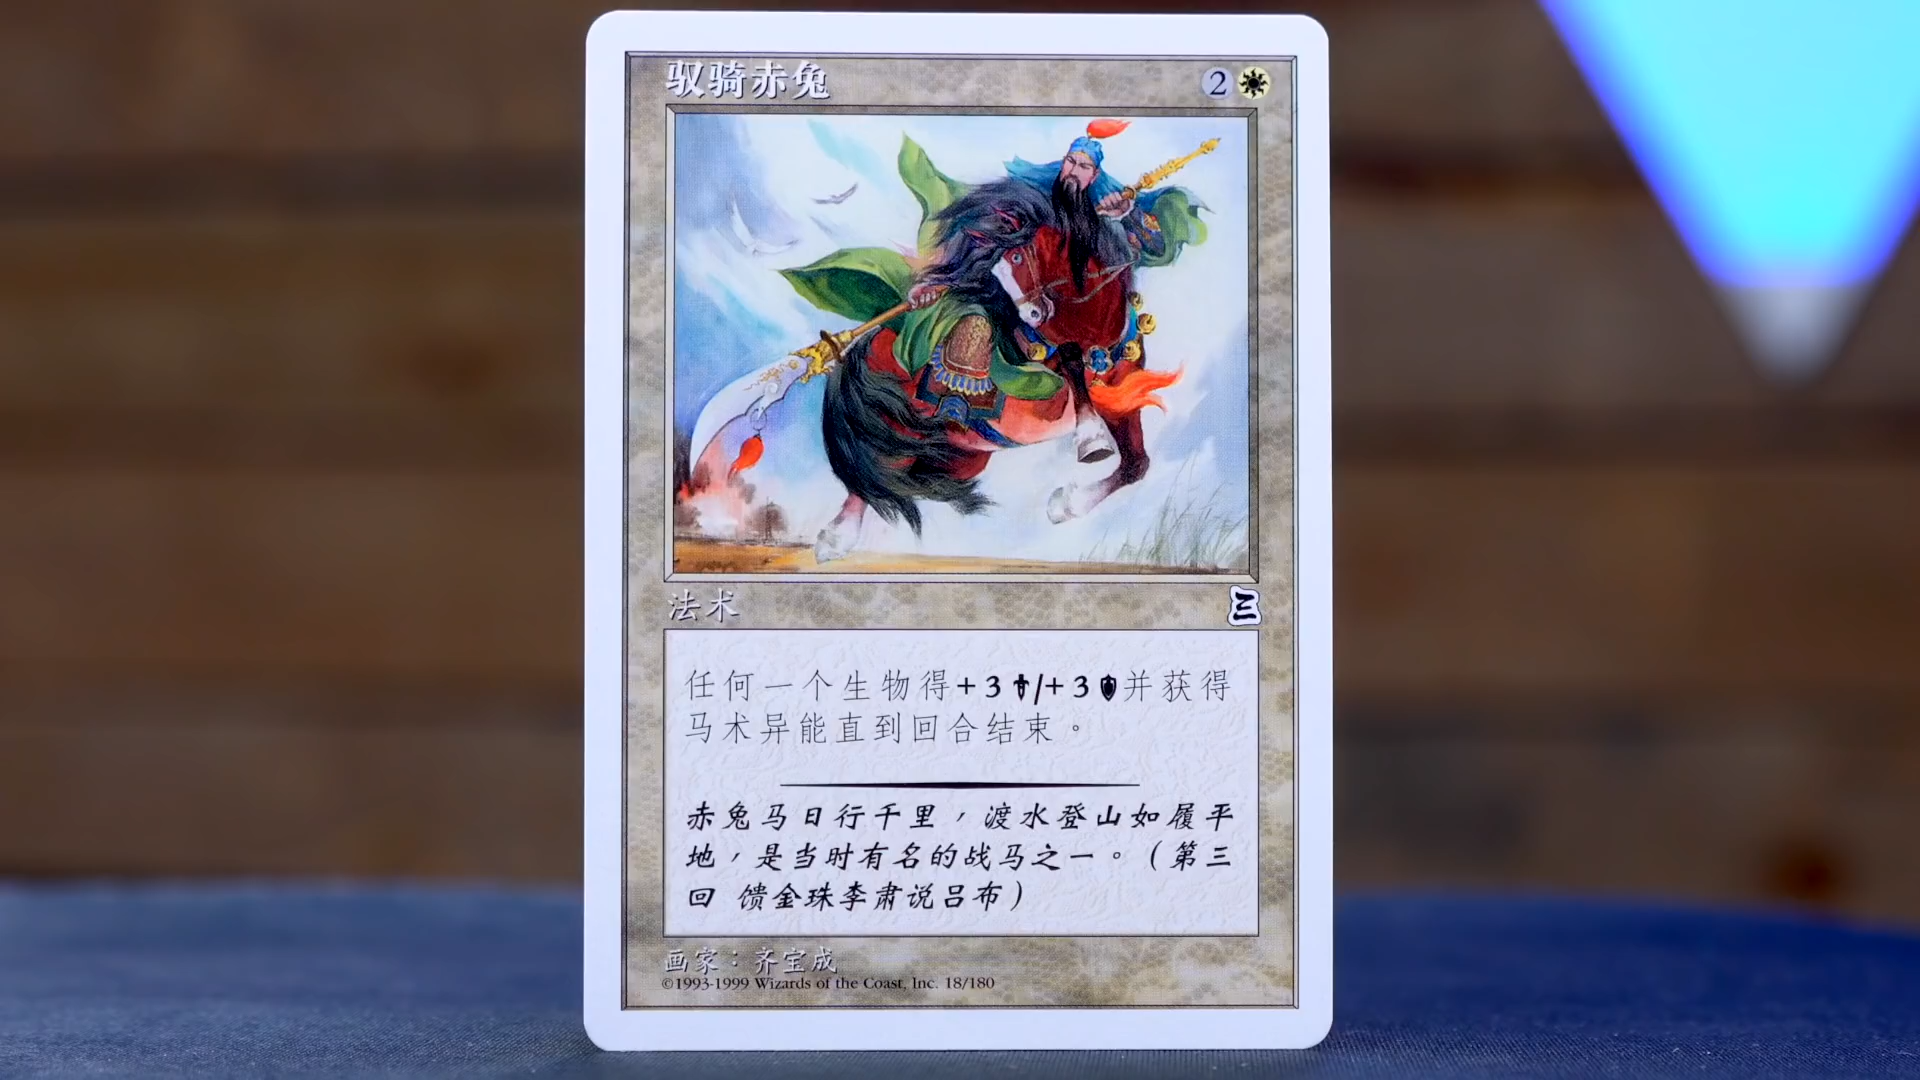 驭骑赤兔
2
法术
三
任何一个生物得+3/+3并获得
马术异能直到回合结束。
赤兔马日行千里，渡水登山如履平
地，是当时有名的战马之一。（第三
回 馈金珠李肃说吕布）
画家：齐宝成
©1993-1999 Wizards of the Coast, Inc. 18/180